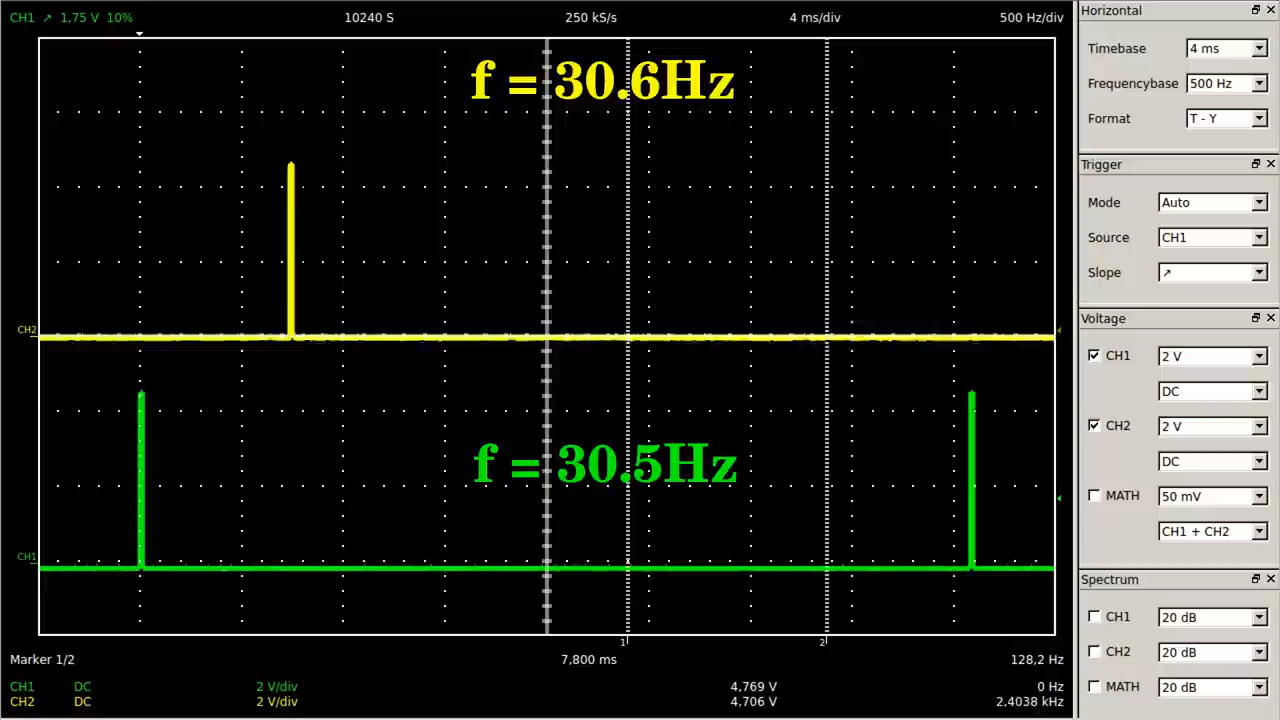 CH1 ↗ 1,75 V 10% 10240 S 250 kS/s 4 ms/div 500 Hz/div
f = 30.6Hz
CH2
f = 30.5Hz
CH1
1 2
Marker 1/2 7,800 ms 128,2 Hz
CH1 DC 2 V/div 4,769 V 0 Hz
CH2 DC 2 V/div 4,706 V 2,4038 kHz
Horizontal
Timebase 4 ms
Frequencybase 500 Hz
Format T - Y
Trigger
Mode Auto
Source CH1
Slope ↗
Voltage
CH1 2 V
DC
CH2 2 V
DC
MATH 50 mV
CH1 + CH2
Spectrum
CH1 20 dB
CH2 20 dB
MATH 20 dB